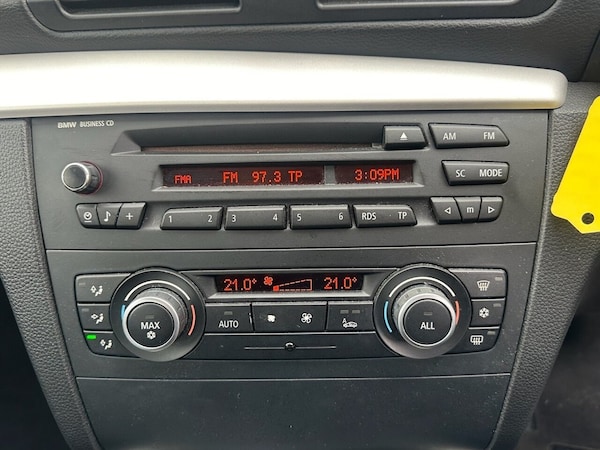 BMW BUSINESS CD
AM FM
FMA FM 97.3 TP 3:09PM
SC MODE
1 2 3 4 5 6 RDS TP m
21.0° 21.0°
MAX AUTO A ALL